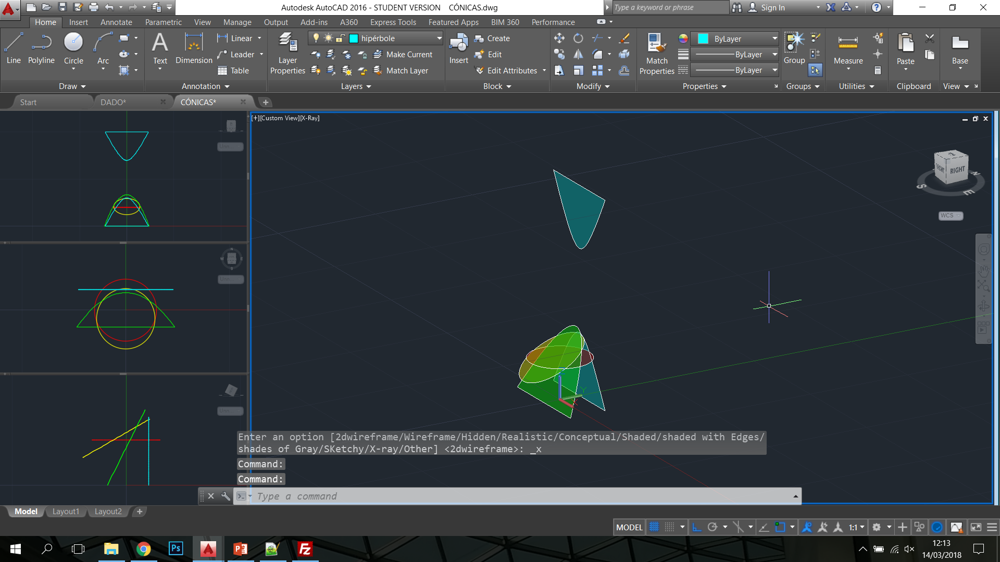 Autodesk AutoCAD 2016 - STUDENT VERSION CÓNICAS.dwg
Type a keyword or phrase
Sign In
Home Insert Annotate Parametric View Manage Output Add-ins A360 Express Tools Featured Apps BIM 360 Performance
Line
Polyline
Circle
Arc
Draw
Text
Dimension
Linear
Leader
Table
Annotation
Layer
Properties
hipérbole
Make Current
Match Layer
Layers
Insert
Create
Edit
Edit Attributes
Block
Modify
Match
Properties
ByLayer
ByLayer
ByLayer
Properties
Group
Groups
Measure
Utilities
Paste
Clipboard
Base
View
Start
DADO*
CÓNICAS*
[+][Custom View][X-Ray]
FRONT
RIGHT
S
E
N
WCS
N
W
E
S
Y
X
Enter an option [2dwireframe/Wireframe/Hidden/Realistic/Conceptual/Shaded/shaded with Edges/
shades of Gray/SKetchy/X-ray/Other] <2dwireframe>: _x
Command:
Command:
Type a command
Model
Layout1
Layout2
MODEL
1:1
Ps
Fz
12:13
14/03/2018